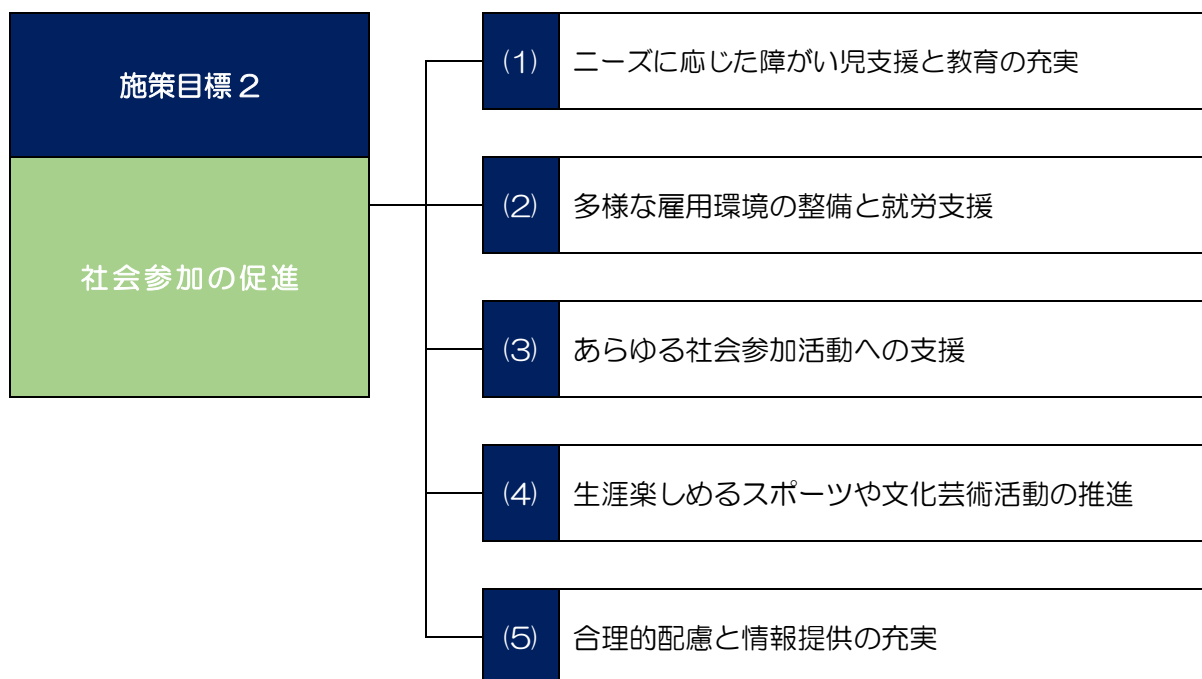 施策目標２
社会参加の促進
(1) ニーズに応じた障がい児支援と教育の充実
(2) 多様な雇用環境の整備と就労支援
(3) あらゆる社会参加活動への支援
(4) 生涯楽しめるスポーツや文化芸術活動の推進
(5) 合理的配慮と情報提供の充実